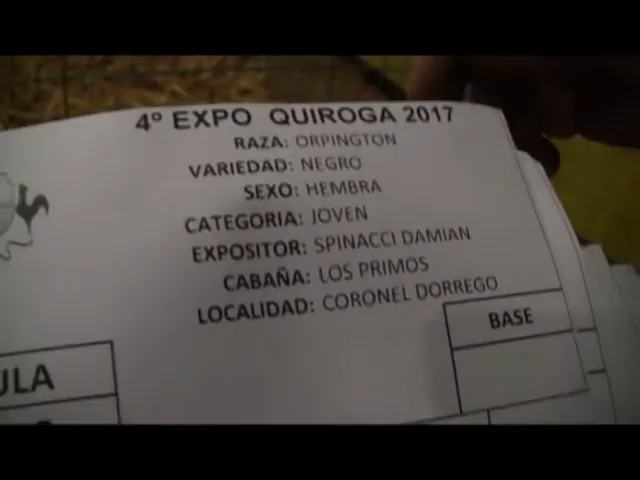 4º EXPO QUIROGA 2017
RAZA: ORPINGTON
VARIEDAD: NEGRO
SEXO: HEMBRA
CATEGORIA: JOVEN
EXPOSITOR: SPINACCI DAMIAN
CABAÑA: LOS PRIMOS
LOCALIDAD: CORONEL DORREGO
BASE
ULA